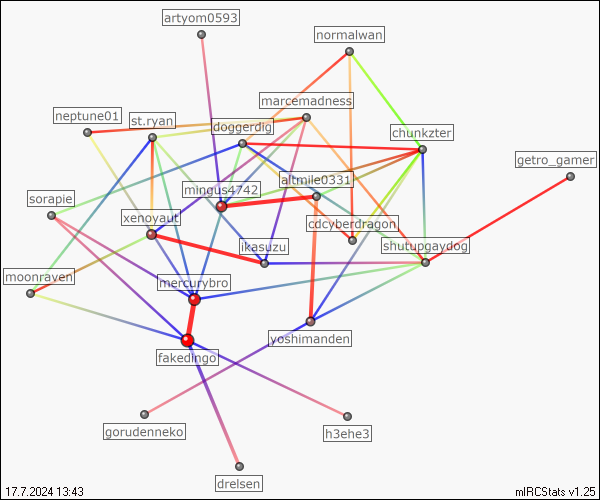 artyom0593
normalwan
marcemadness
neptune01
st.ryan
doggerdig
chunkzter
getro_gamer
altmile0331
mingus4742
sorapie
xenoyaut
cdcyberdragon
ikasuzu
shutupgaydog
moonrayen
mercurybro
yoshimanden
fakedingo
gorudenneko
h3ehe3
drelsen
17.7.2024 13:43
mIRCStats v1.25